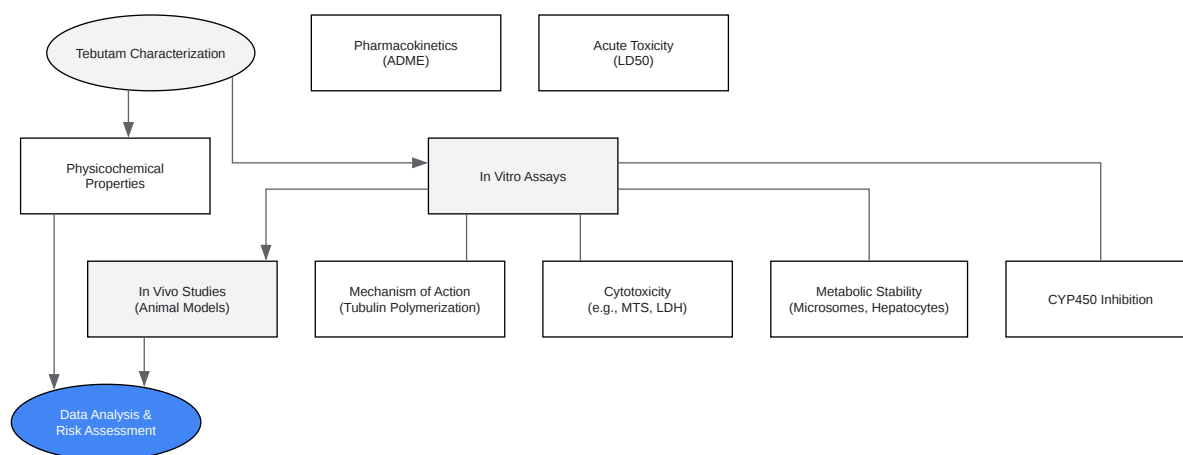 Tebutam Characterization
Pharmacokinetics
(ADME)
Acute Toxicity
(LD50)
Physicochemical
Properties
In Vitro Assays
In Vivo Studies
(Animal Models)
Mechanism of Action
(Tubulin Polymerization)
Cytotoxicity
(e.g., MTS, LDH)
Metabolic Stability
(Microsomes, Hepatocytes)
CYP450 Inhibition
Data Analysis &
Risk Assessment